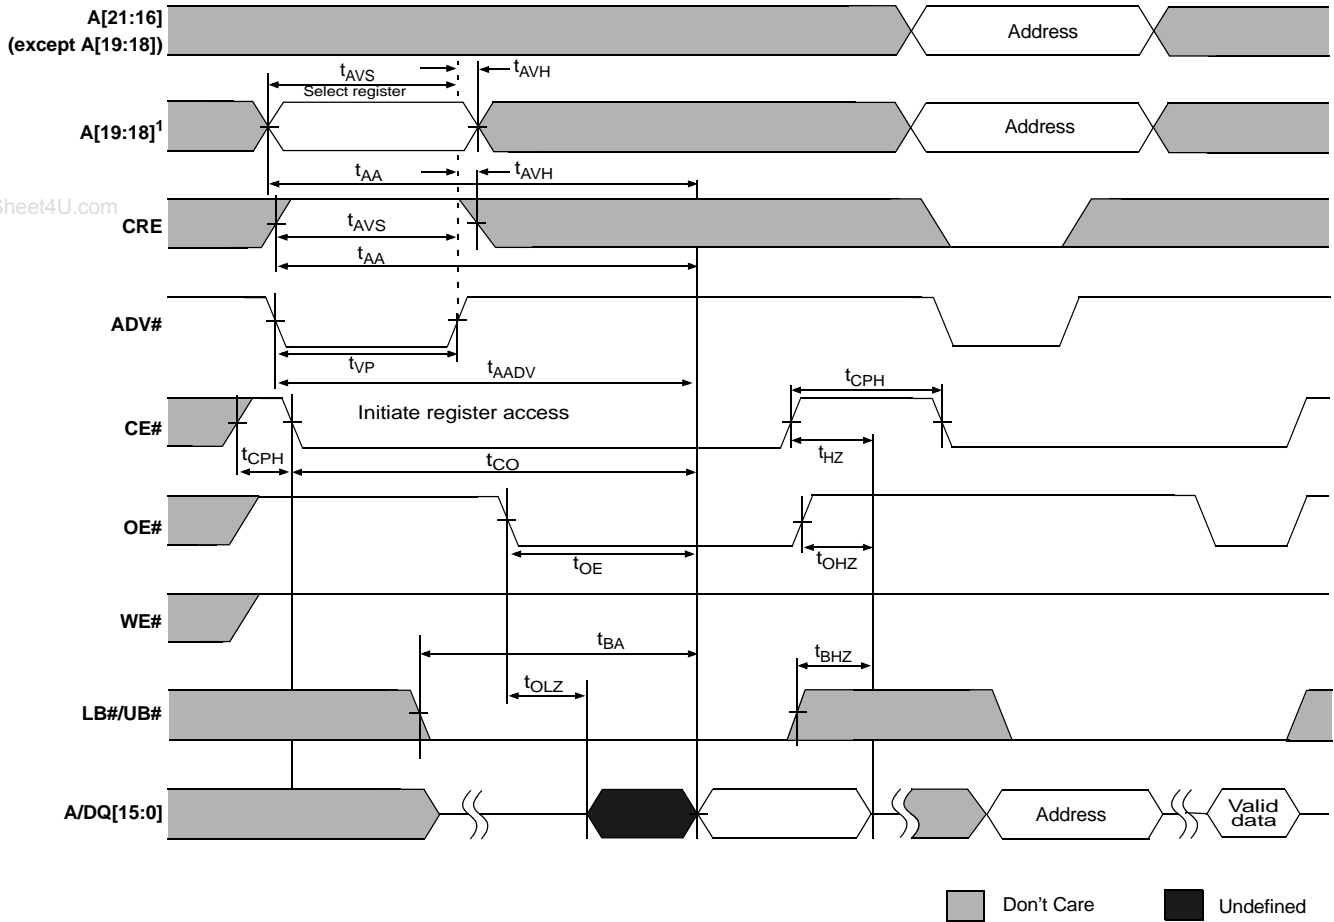 A[21:16]
(except A[19:18])
Address
tAVS
tAVH
Select register
A[19:18]1
Address
tAA
tAVH
Sheet4U.com
CRE
tAVS
tAA
ADV#
tVP
tAADV
tCPH
Initiate register access
CE#
tCPH
tCO
tHZ
OE#
tOE
tOHZ
WE#
tBA
tBHZ
tOLZ
LB#/UB#
A/DQ[15:0]
Address
Valid
data
Don't Care
Undefined